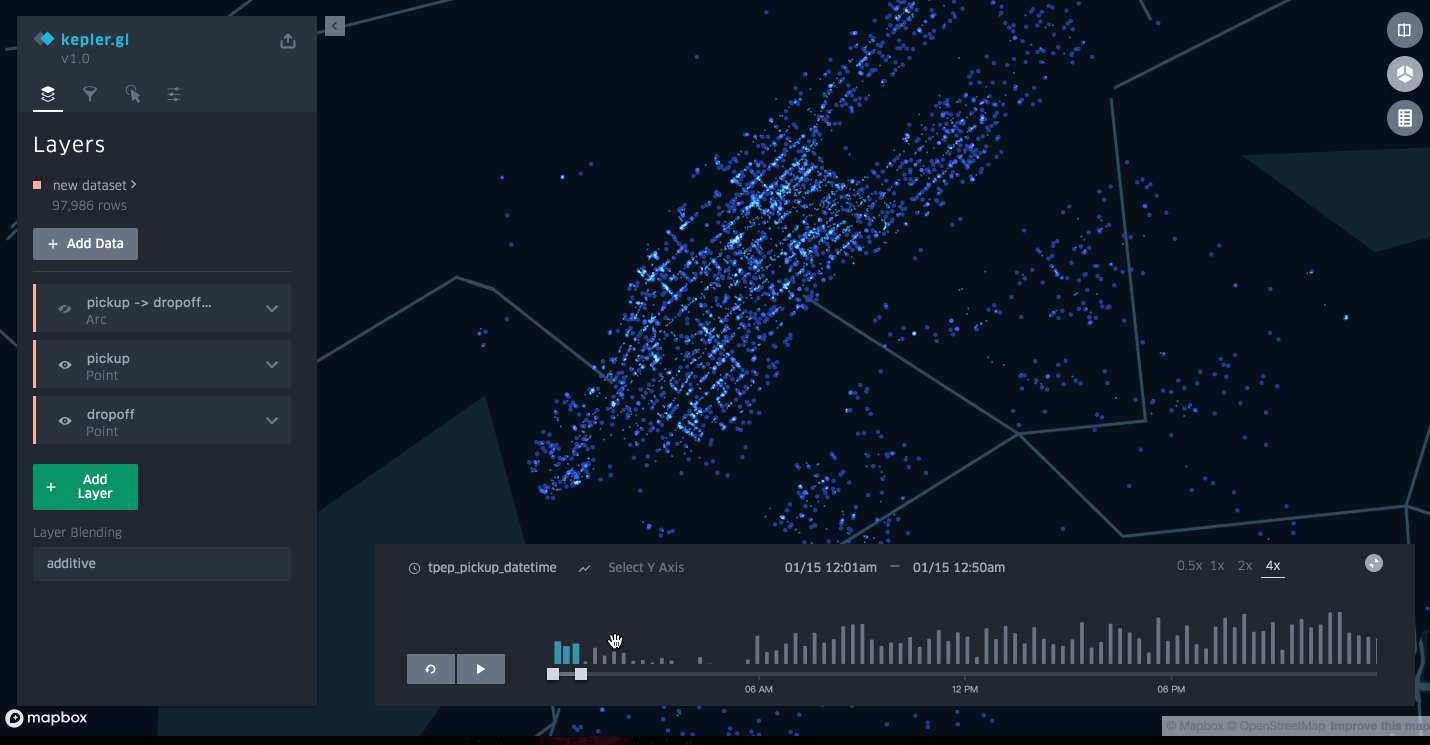 kepler.gl
v1.0
Layers
new dataset
97,986 rows
+ Add Data
pickup -> dropoff...
Arc
pickup
Point
dropoff
Point
+ Add
Layer
Layer Blending
additive
tpep_pickup_datetime
Select Y Axis
01/15 12:01am — 01/15 12:50am
0.5x 1x 2x 4x
06 AM
12 PM
06 PM
mapbox
© Mapbox © OpenStreetMap Improve this map